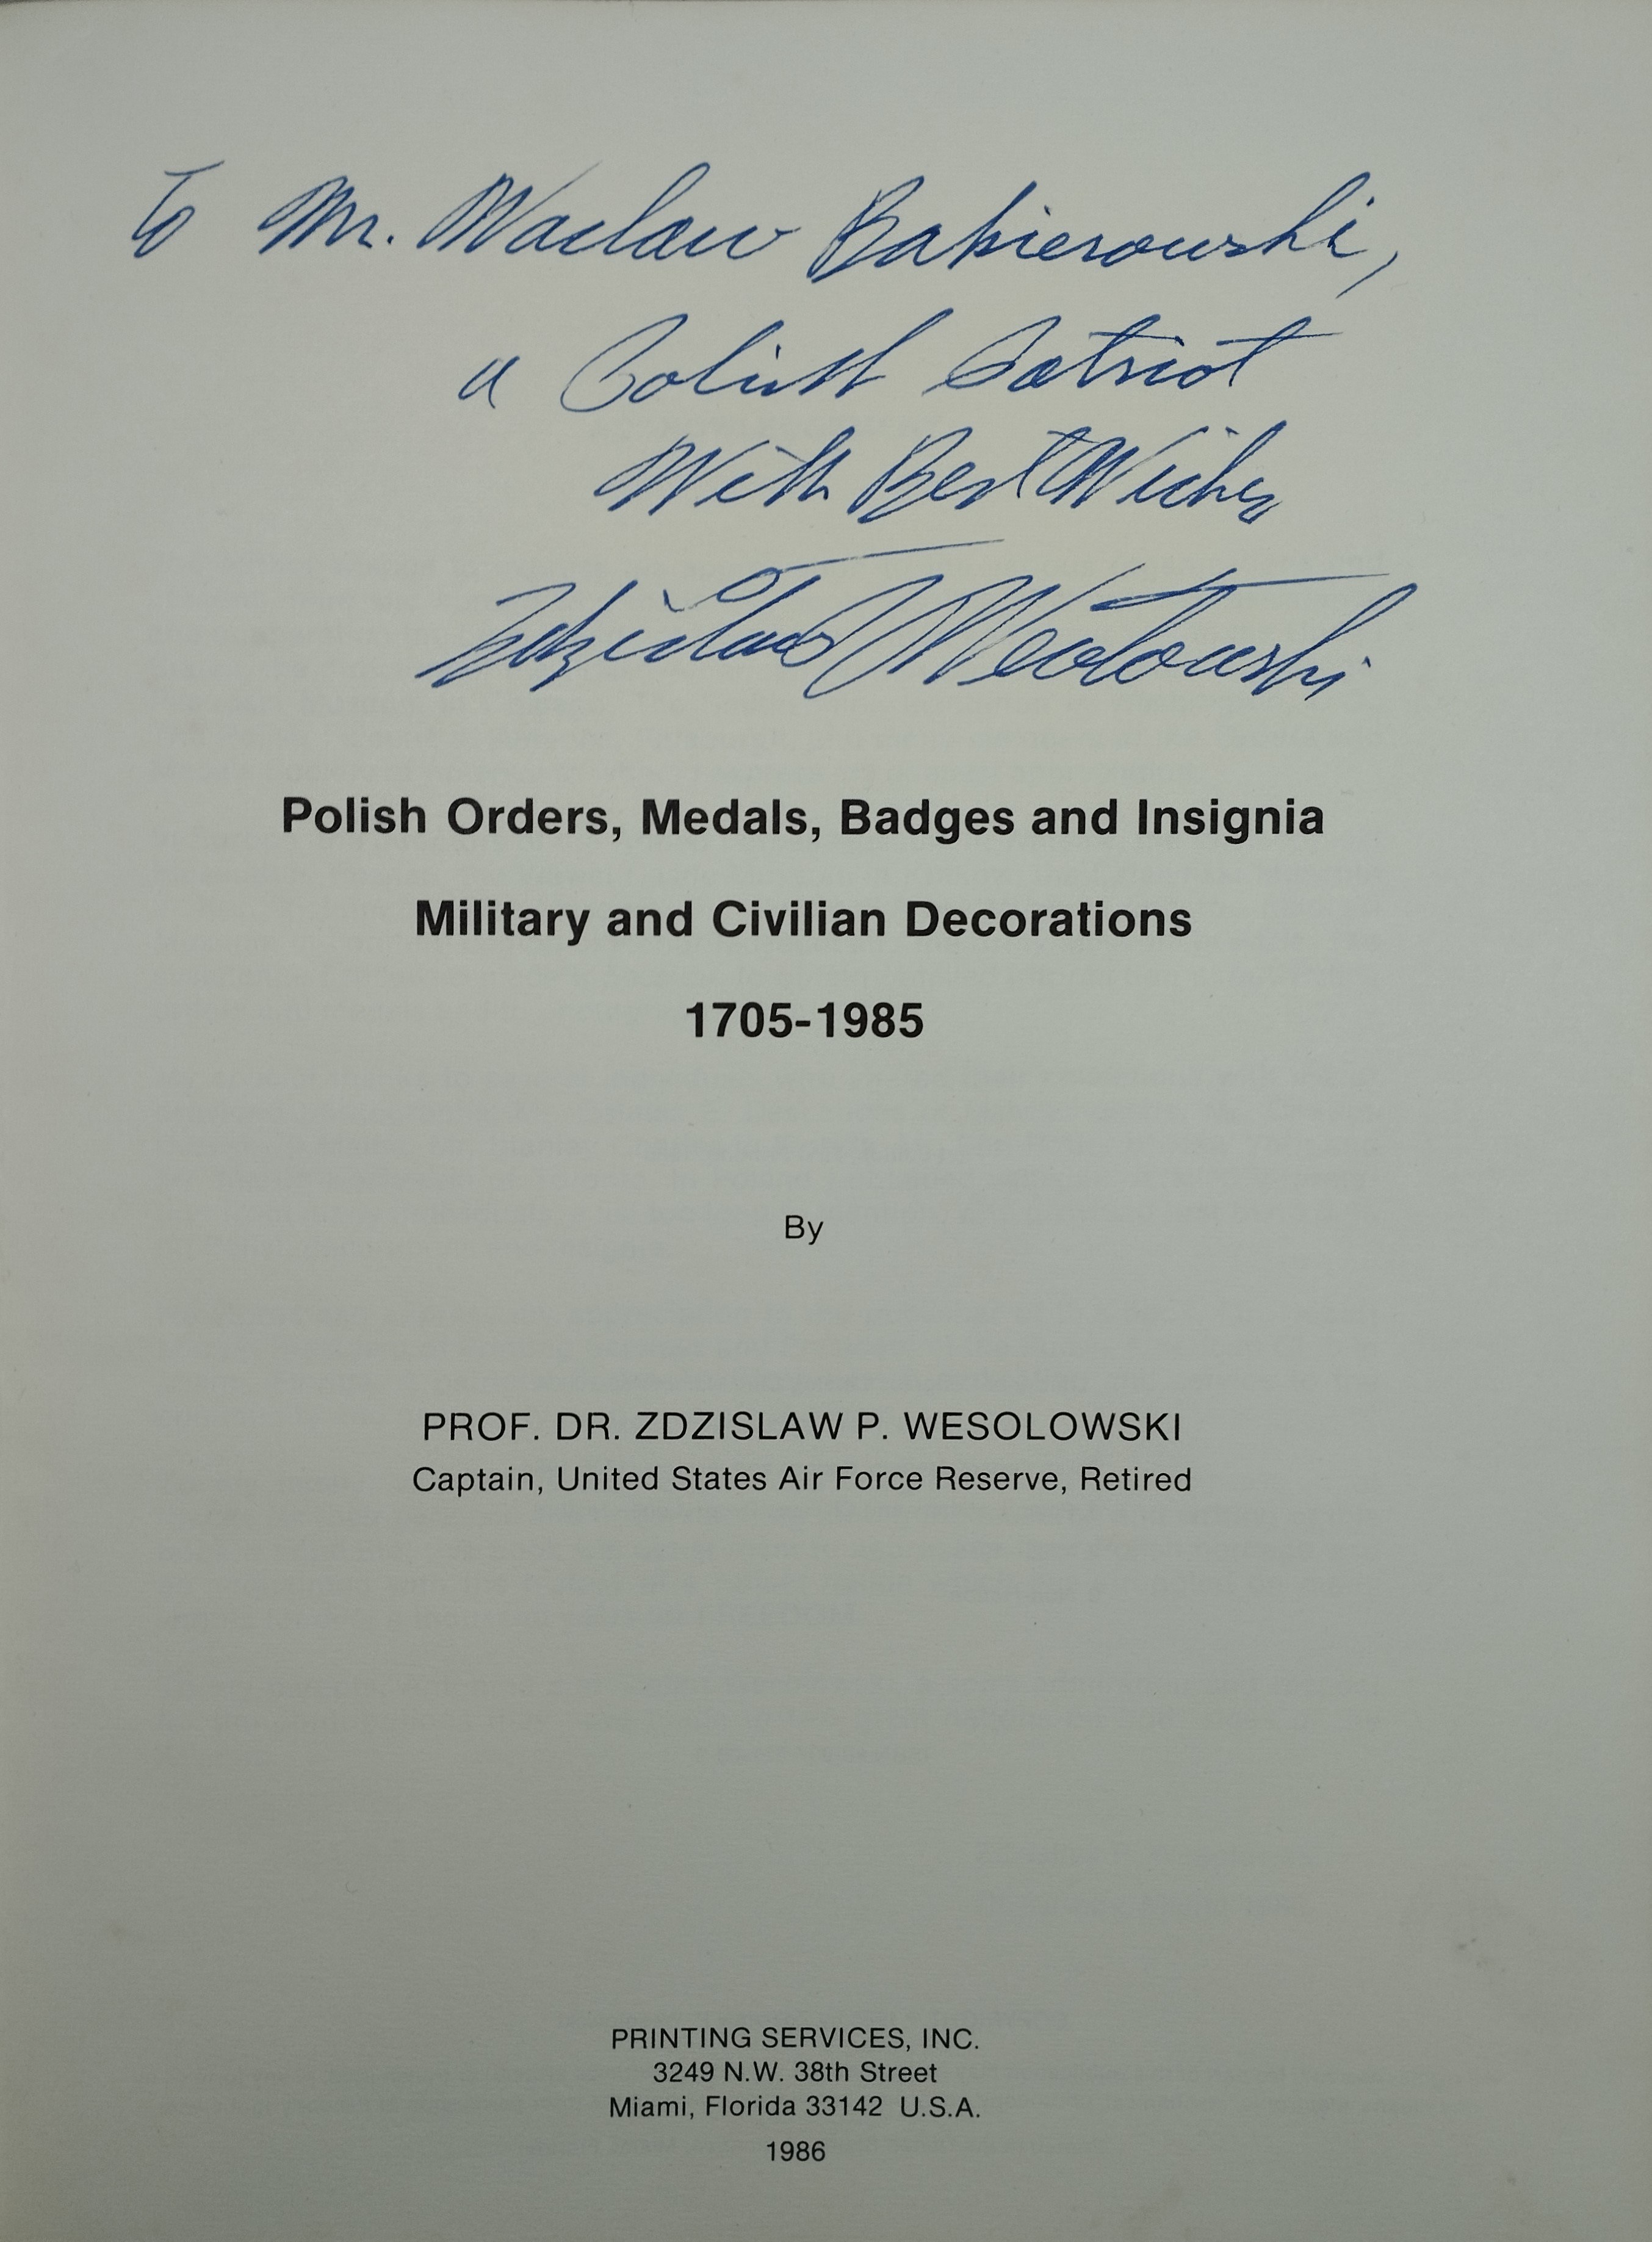 To Mr. Waclaw Bakierowski,
a Polish Patriot
With Best Wishes
Zdzisław P. Wesołowski
Polish Orders, Medals, Badges and Insignia
Military and Civilian Decorations
1705-1985
By
PROF. DR. ZDZISLAW P. WESOLOWSKI
Captain, United States Air Force Reserve, Retired
PRINTING SERVICES, INC.
3249 N.W. 38th Street
Miami, Florida 33142 U.S.A.
1986